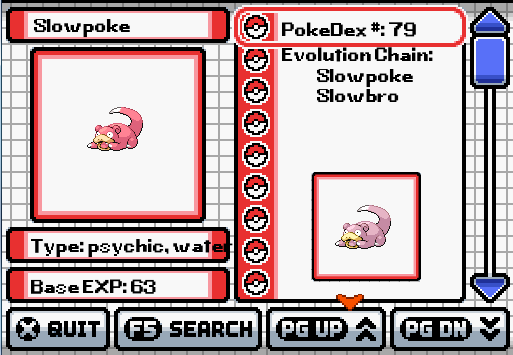 Slowpoke
Type: psychic, water
Base EXP: 63
PokeDex #: 79
Evolution Chain:
Slowpoke
Slowbro
X QUIT
F5 SEARCH
PG UP
PG DN